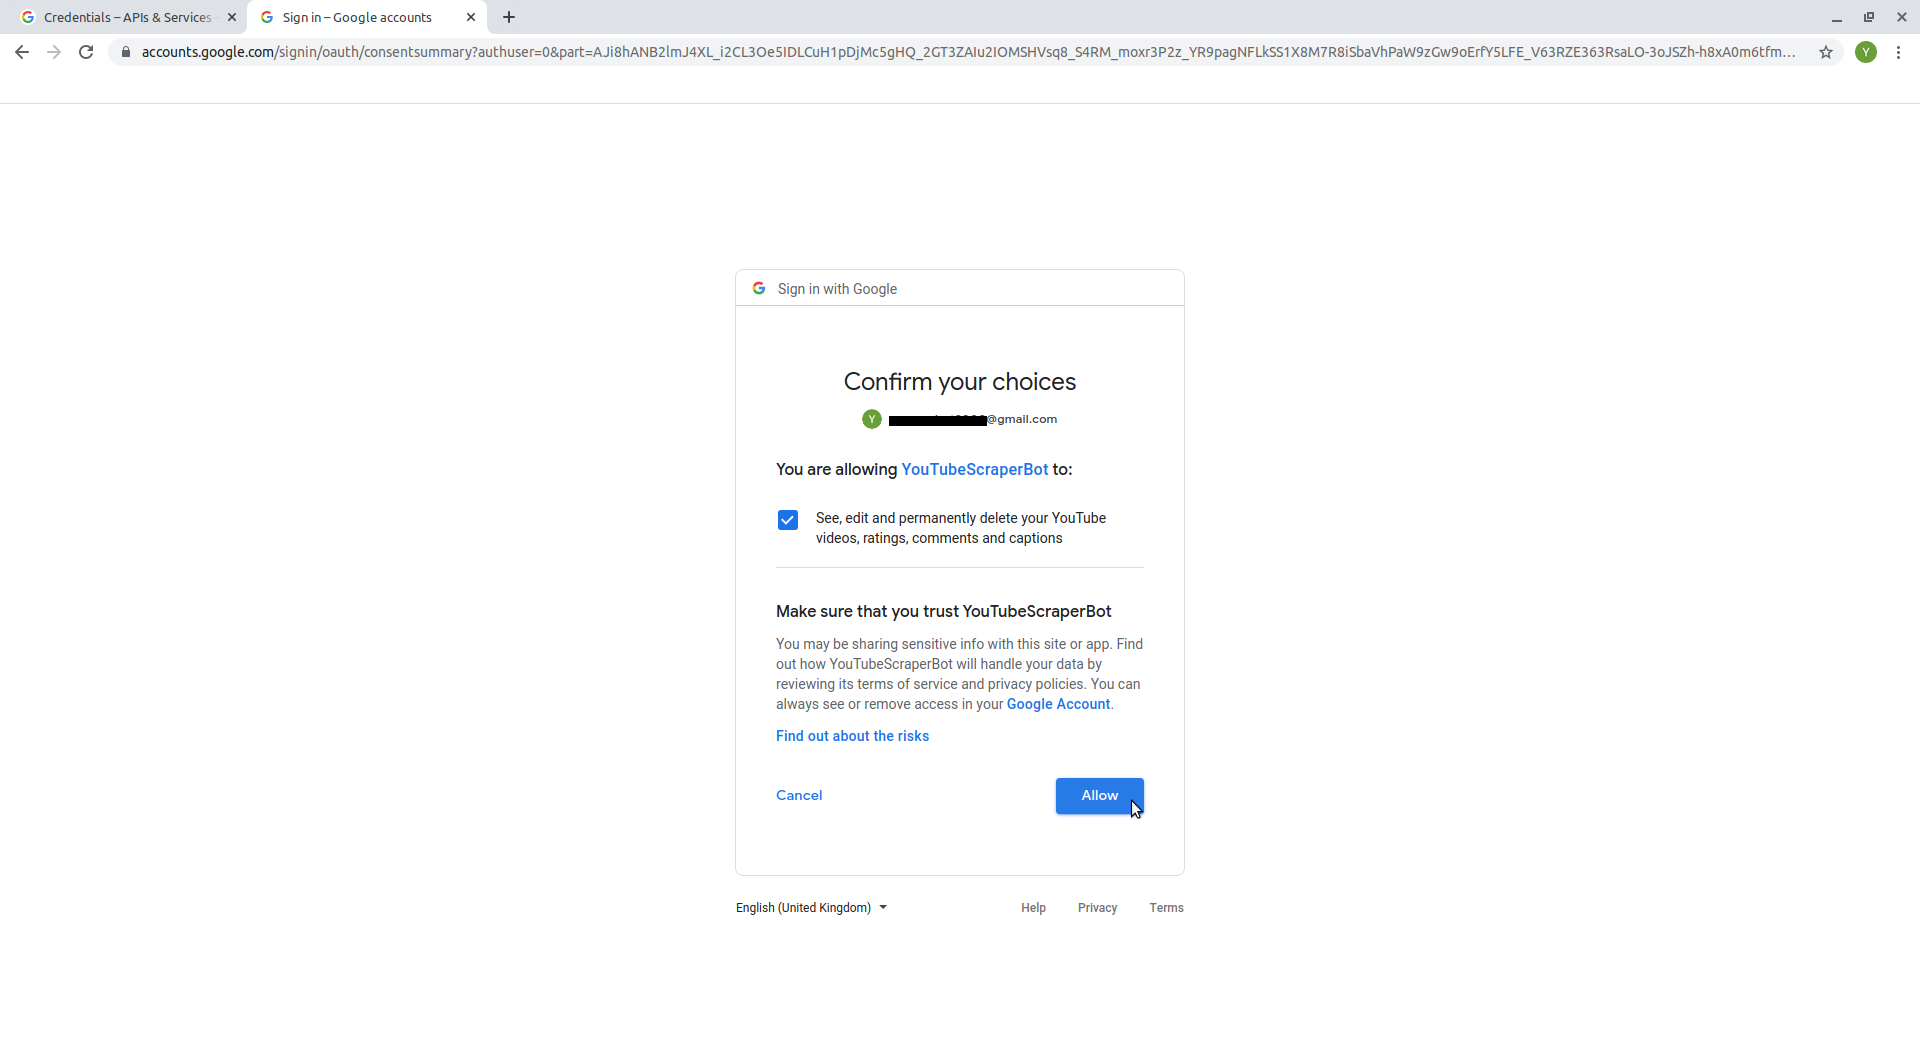 Credentials – APIs & Services
Sign in – Google accounts
accounts.google.com/signin/oauth/consentsummary?authuser=0&part=AJi8hANB2lmJ4XL_i2CL3Oe5IDLCuH1pDjMc5gHQ_2GT3ZAIu2IOMSHVsq8_S4RM_moxr3P2z_YR9pagNFLkSS1X8M7R8iSbaVhPaW9zGw9oErfY5LFE_V63RZE363RsaLO-3oJSZh-h8xA0m6tfm...
Y
Sign in with Google
Confirm your choices
Y @gmail.com
You are allowing YouTubeScraperBot to:
See, edit and permanently delete your YouTube
videos, ratings, comments and captions
Make sure that you trust YouTubeScraperBot
You may be sharing sensitive info with this site or app. Find
out how YouTubeScraperBot will handle your data by
reviewing its terms of service and privacy policies. You can
always see or remove access in your Google Account.
Find out about the risks
Cancel
Allow
English (United Kingdom)
Help
Privacy
Terms